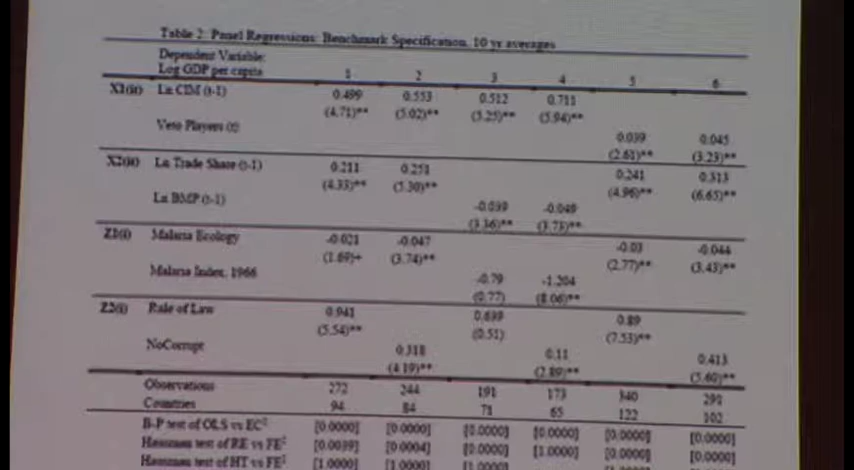 Table 2: Panel Regressions: Benchmark Specification, 10 yr averages
Dependent Variable:
Log GDP per capita 1 2 3 4 5 6
X1(it) Ln CIM (t-1) 0.499 0.553 0.512 0.711
(4.71)** (5.02)** (5.25)** (5.94)**
Veto Players (t) 0.039 0.045
(2.61)** (3.23)**
X2(it) Ln Trade Share (t-1) 0.211 0.251 0.241 0.313
(4.33)** (5.30)** (4.96)** (6.65)**
Ln BMP (t-1) -0.039 -0.049
(3.36)** (3.73)**
Z1(i) Malaria Ecology -0.021 -0.047 -0.03 -0.044
(1.69)+ (3.74)** (2.77)** (3.43)**
Malaria Index, 1966 -0.79 -1.204
(0.77) (8.06)**
Z2(i) Rule of Law 0.941 0.699 0.89
(5.54)** (0.51) (7.53)**
NoCorrupt 0.318 0.11 0.413
(4.19)** (2.89)** (5.60)**
Observations 272 244 191 173 340 291
Countries 94 84 71 65 122 102
B-P test of OLS vs EC [0.0000] [0.0000] [0.0000] [0.0000] [0.0000] [0.0000]
Hausman test of RE vs FE [0.0039] [0.0004] [0.0000] [1.0000] [0.0000] [0.0000]
Hausman test of HT vs FE [1.0000] [1.0000] [1.0000]